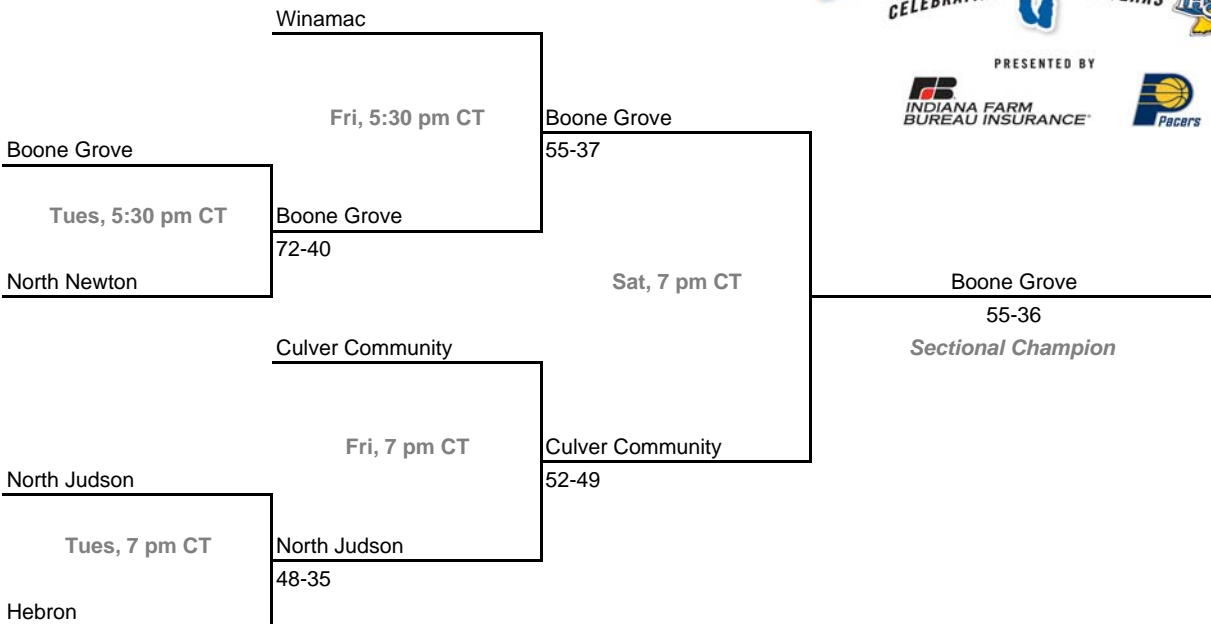 Winamac
PRESENTED BY
INDIANA FARM
BUREAU INSURANCE
Pacers
Fri, 5:30 pm CT
Boone Grove
55-37
Boone Grove
Tues, 5:30 pm CT
Boone Grove
72-40
North Newton
Sat, 7 pm CT
Boone Grove
55-36
Sectional Champion
Culver Community
Fri, 7 pm CT
Culver Community
52-49
North Judson
Tues, 7 pm CT
North Judson
48-35
Hebron